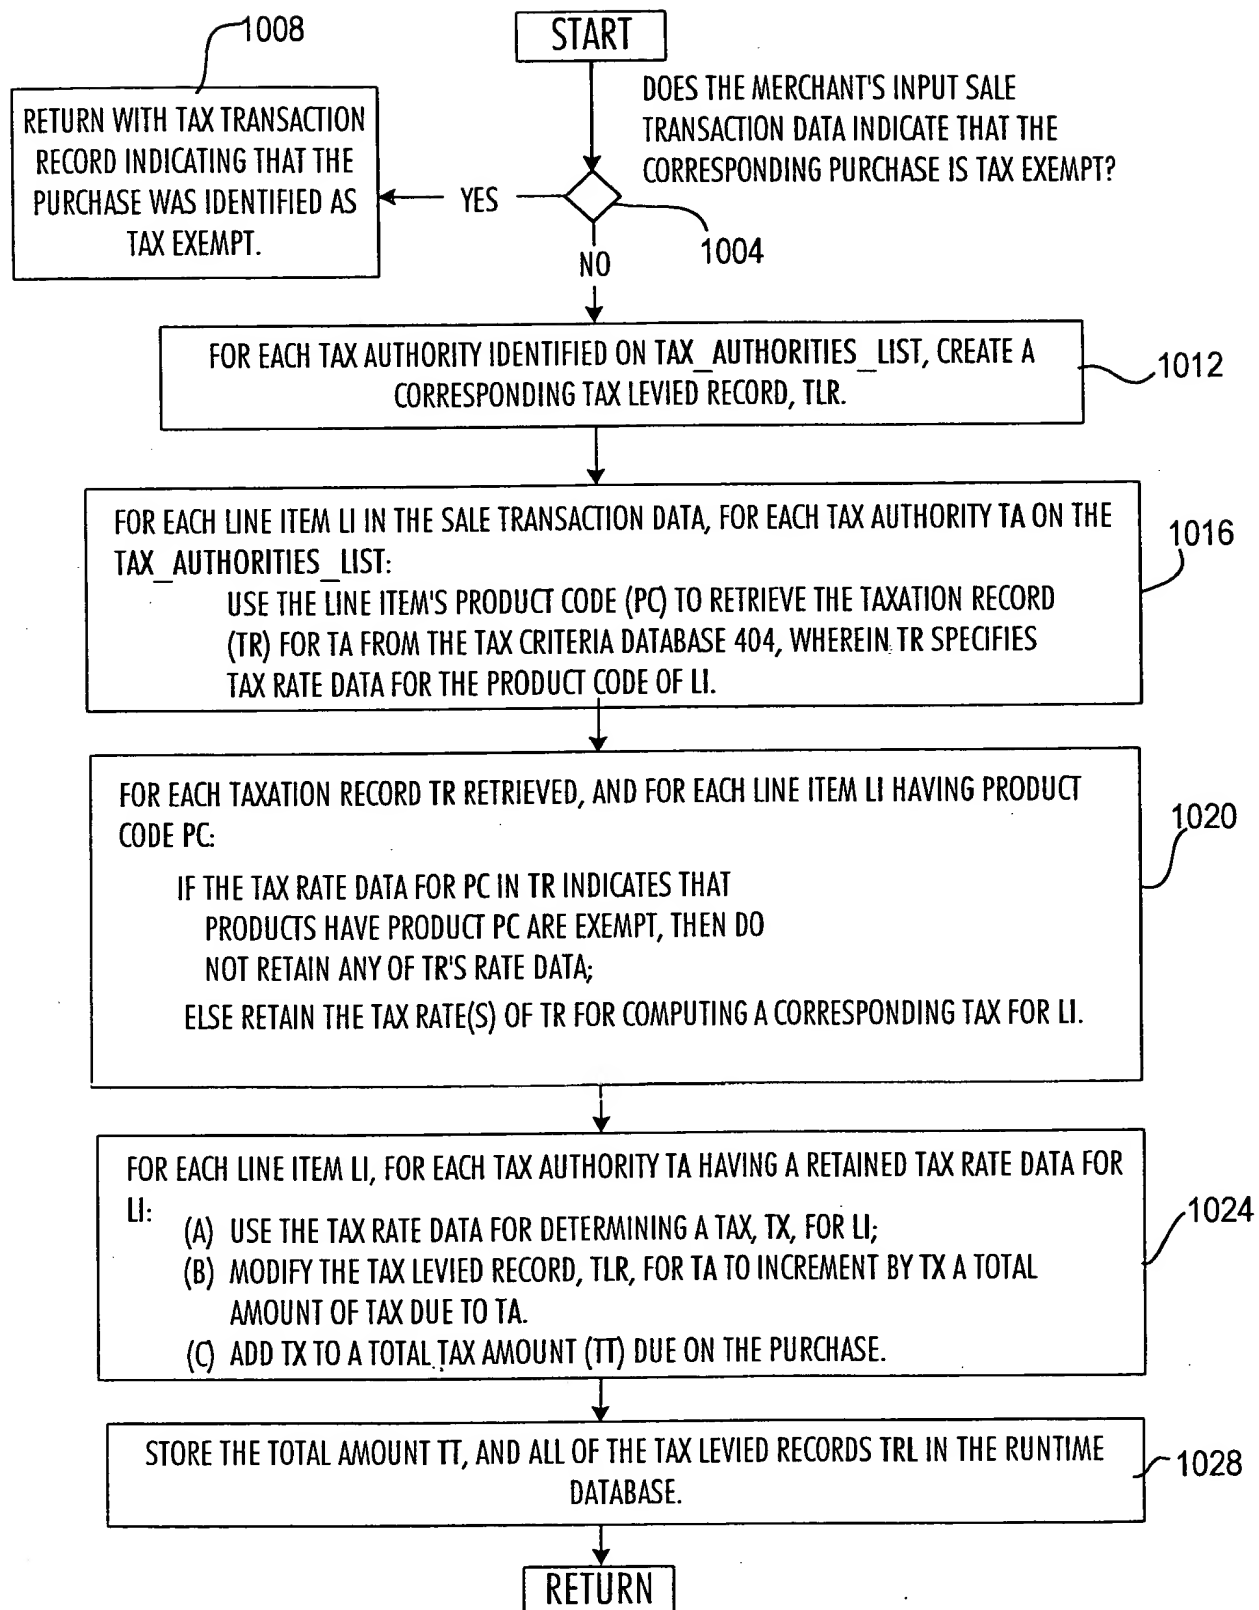 1008
START
RETURN WITH TAX TRANSACTION
RECORD INDICATING THAT THE
PURCHASE WAS IDENTIFIED AS
TAX EXEMPT.
DOES THE MERCHANT'S INPUT SALE
TRANSACTION DATA INDICATE THAT THE
CORRESPONDING PURCHASE IS TAX EXEMPT?
YES
1004
NO
FOR EACH TAX AUTHORITY IDENTIFIED ON TAX_AUTHORITIES_LIST, CREATE A
CORRESPONDING TAX LEVIED RECORD, TLR.
1012
FOR EACH LINE ITEM LI IN THE SALE TRANSACTION DATA, FOR EACH TAX AUTHORITY TA ON THE
TAX_AUTHORITIES_LIST:
USE THE LINE ITEM'S PRODUCT CODE (PC) TO RETRIEVE THE TAXATION RECORD
(TR) FOR TA FROM THE TAX CRITERIA DATABASE 404, WHEREIN TR SPECIFIES
TAX RATE DATA FOR THE PRODUCT CODE OF LI.
1016
FOR EACH TAXATION RECORD TR RETRIEVED, AND FOR EACH LINE ITEM LI HAVING PRODUCT
CODE PC:
IF THE TAX RATE DATA FOR PC IN TR INDICATES THAT
PRODUCTS HAVE PRODUCT PC ARE EXEMPT, THEN DO
NOT RETAIN ANY OF TR'S RATE DATA;
ELSE RETAIN THE TAX RATE(S) OF TR FOR COMPUTING A CORRESPONDING TAX FOR LI.
1020
FOR EACH LINE ITEM LI, FOR EACH TAX AUTHORITY TA HAVING A RETAINED TAX RATE DATA FOR
LI:
(A) USE THE TAX RATE DATA FOR DETERMINING A TAX, TX, FOR LI;
(B) MODIFY THE TAX LEVIED RECORD, TLR, FOR TA TO INCREMENT BY TX A TOTAL
AMOUNT OF TAX DUE TO TA.
(C) ADD TX TO A TOTAL TAX AMOUNT (TT) DUE ON THE PURCHASE.
1024
STORE THE TOTAL AMOUNT TT, AND ALL OF THE TAX LEVIED RECORDS TRL IN THE RUNTIME
DATABASE.
1028
RETURN